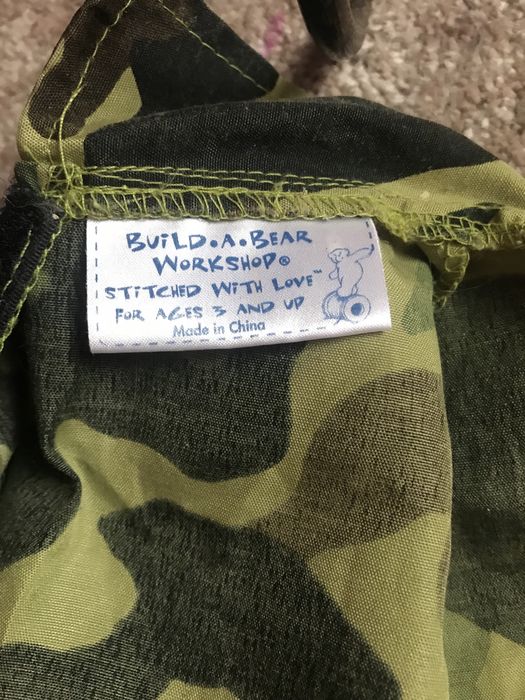 BUILD•A•BEAR
WORKSHOP®
STITCHED WITH LOVE™
FOR AGES 3 AND UP
Made in China